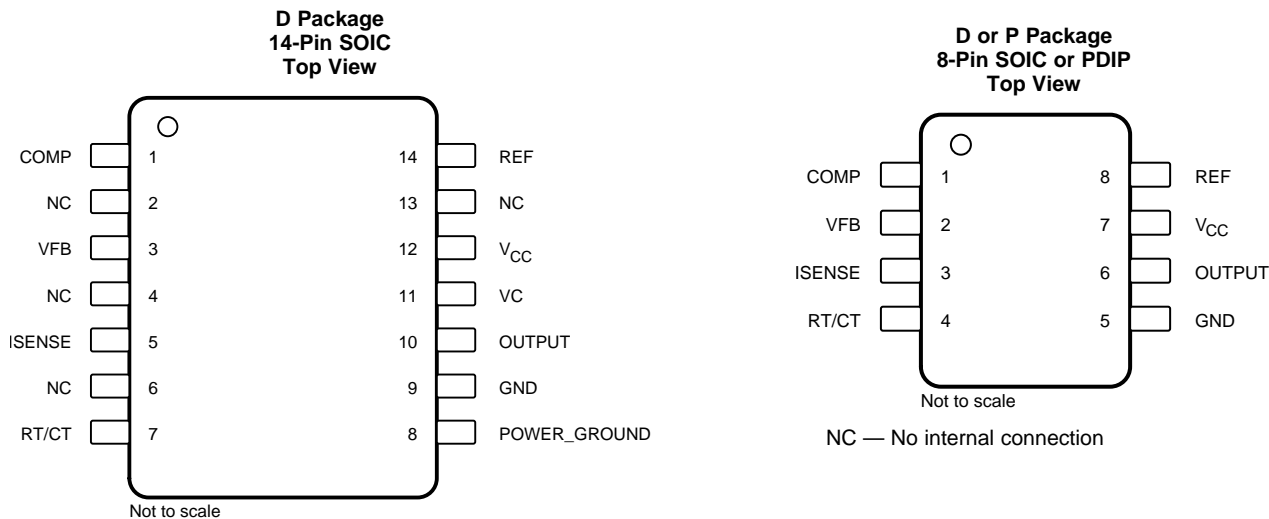 D Package
14-Pin SOIC
Top View
COMP 1 14 REF
NC 2 13 NC
VFB 3 12 VCC
NC 4 11 VC
ISENSE 5 10 OUTPUT
NC 6 9 GND
RT/CT 7 8 POWER_GROUND
Not to scale
D or P Package
8-Pin SOIC or PDIP
Top View
COMP 1 8 REF
VFB 2 7 VCC
ISENSE 3 6 OUTPUT
RT/CT 4 5 GND
Not to scale
NC — No internal connection